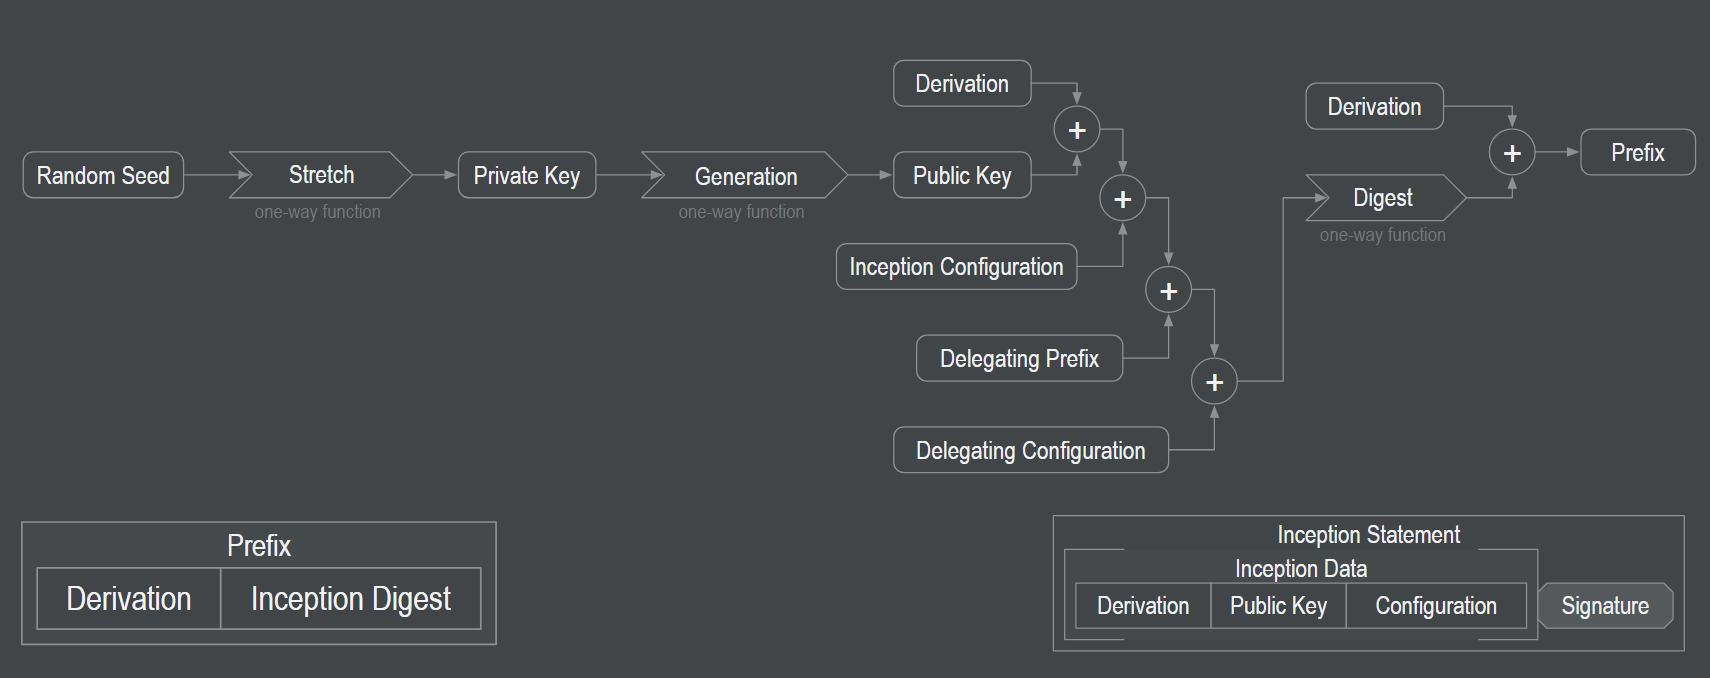 Derivation
Derivation
+
+
Random Seed
Stretch
Private Key
Generation
Public Key
Prefix
one-way function
one-way function
+
Digest
one-way function
Inception Configuration
+
Delegating Prefix
+
Delegating Configuration
Prefix
Derivation
Inception Digest
Inception Statement
Inception Data
Derivation
Public Key
Configuration
Signature